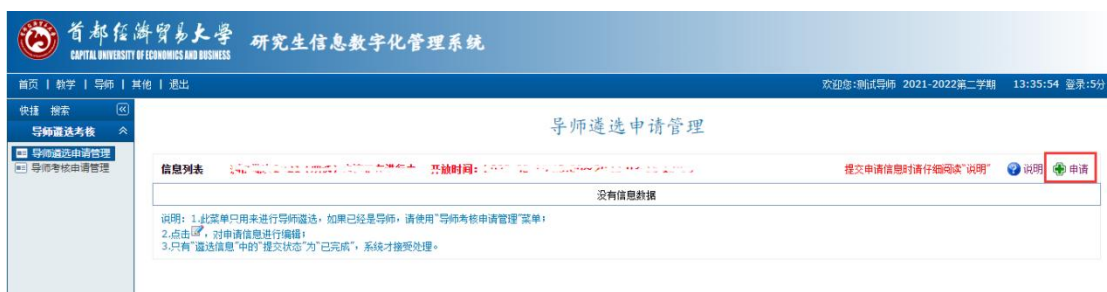 首都经济贸易大学 研究生信息数字化管理系统
CAPITAL UNIVERSITY OF ECONOMICS AND BUSINESS
首页 | 教学 | 导师 | 其他 | 退出 欢迎您:测试导师 2021-2022第二学期 13:35:54 登录:5分
快捷 搜索
导师遴选考核
导师遴选申请管理
导师考核申请管理
导师遴选申请管理
信息列表 开放时间: 提交申请信息时请仔细阅读"说明" 说明 申请
没有信息数据
说明: 1.此菜单只用来进行导师遴选, 如果已经是导师, 请使用"导师考核申请管理"菜单;
2.点击 , 对申请信息进行编辑;
3.只有"遴选信息"中的"提交状态"为"已完成", 系统才接受处理。